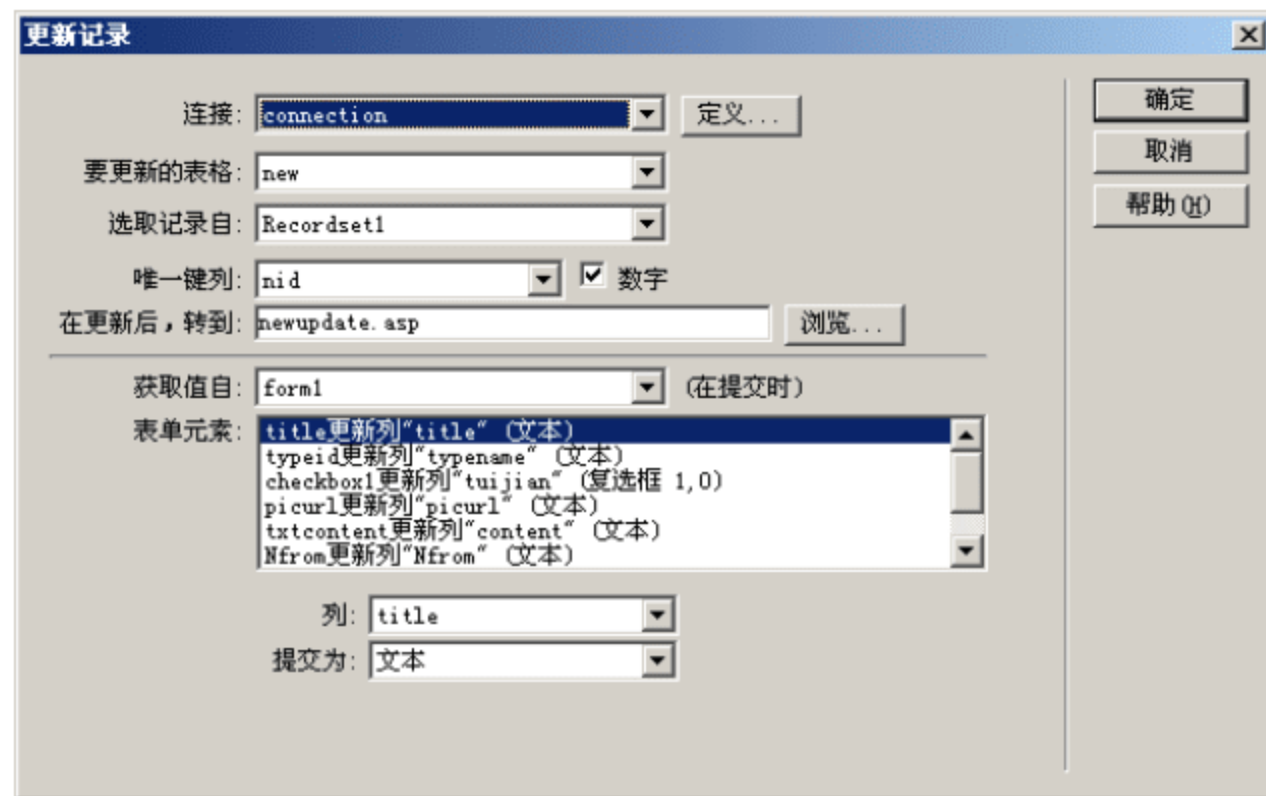 更新记录
连接: connection 定义...
确定
要更新的表格: new
取消
选取记录自: Recordset1
帮助(H)
唯一键列: nid 数字
在更新后,转到: newupdate.asp 浏览...
获取值自: form1 (在提交时)
表单元素: title更新列"title" (文本)
typeid更新列"typename" (文本)
checkbox1更新列"tuijian" (复选框 1,0)
picurl更新列"picurl" (文本)
txtcontent更新列"content" (文本)
Nfrom更新列"Nfrom" (文本)
列: title
提交为: 文本